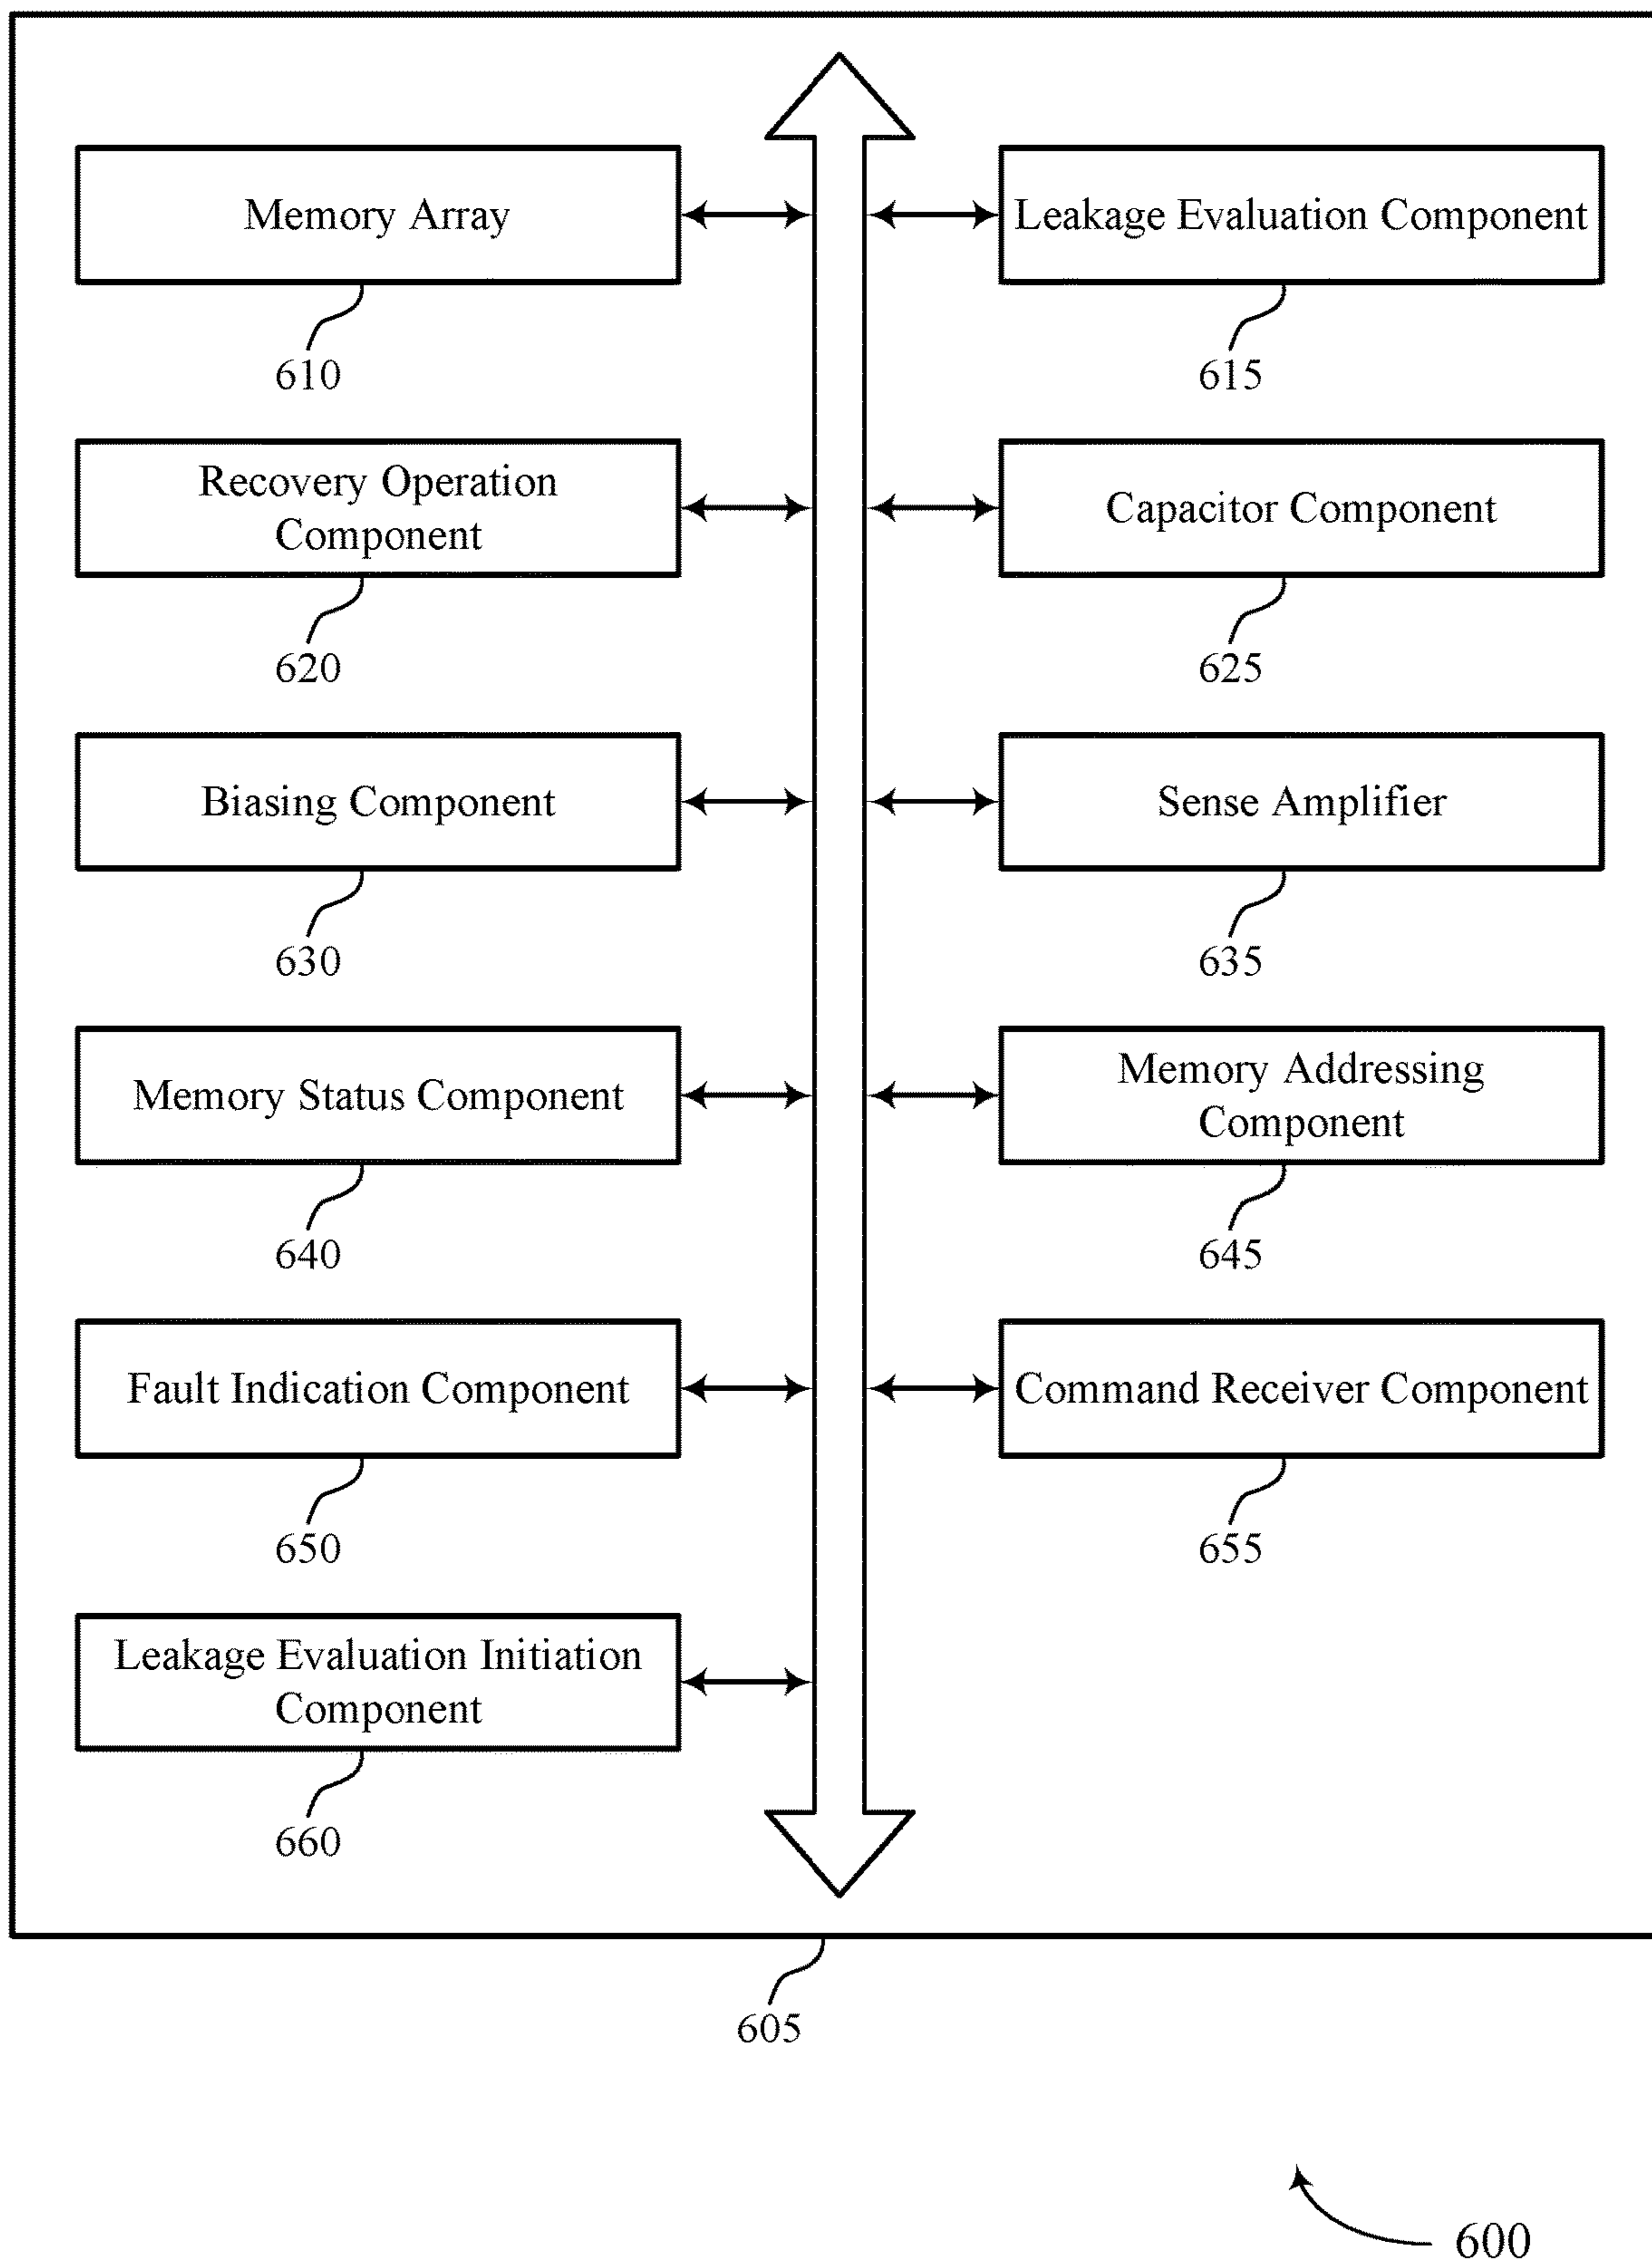 Memory Array
610
Leakage Evaluation Component
615
Recovery Operation
Component
620
Capacitor Component
625
Biasing Component
630
Sense Amplifier
635
Memory Status Component
640
Memory Addressing
Component
645
Fault Indication Component
650
Command Receiver Component
655
Leakage Evaluation Initiation
Component
660
605
600